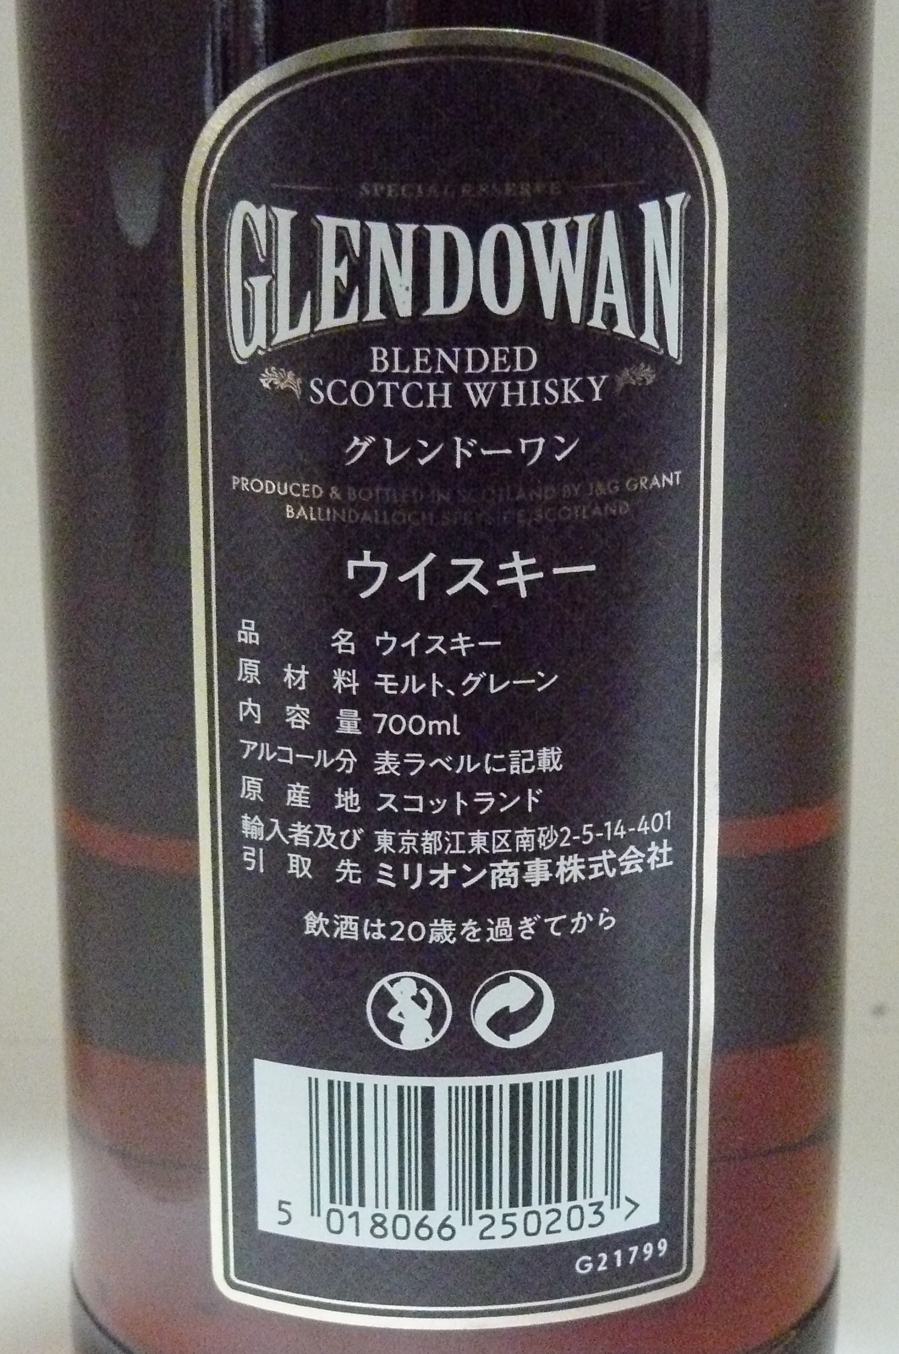 SPECIAL RESERVE
GLENDOWAN
BLENDED
SCOTCH WHISKY
グレンドーワン
PRODUCED & BOTTLED IN SCOTLAND BY J&G GRANT
BALLINDALLOCH, SPEYSIDE, SCOTLAND
ウイスキー
品名 ウイスキー
原材料 モルト、グレーン
内容量 700ml
アルコール分 表ラベルに記載
原産地 スコットランド
輸入者及び 東京都江東区南砂2-5-14-401
引取先 ミリオン商事株式会社
飲酒は20歳を過ぎてから
5 018066 250203 >
G21799